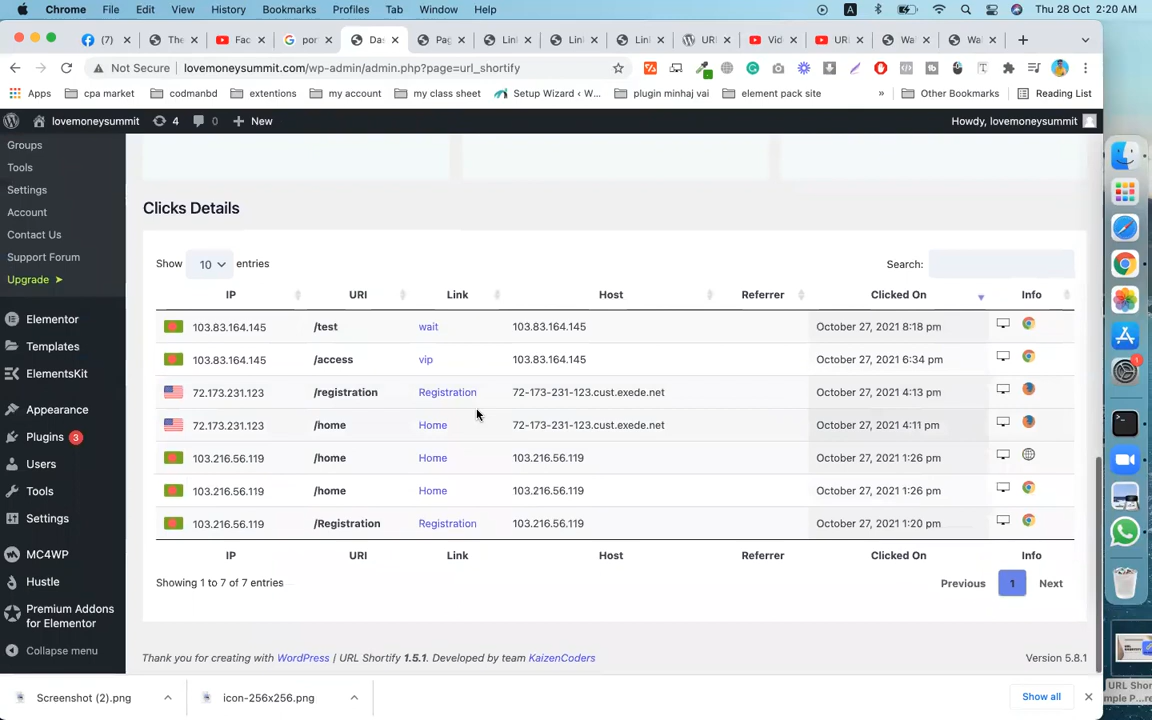 Chrome File Edit View History Bookmarks Profiles Tab Window Help A Thu 28 Oct 2:20 AM
(7) The Fac por Das Pag Link Link Link URL Vid URL Wal Wal
Not Secure lovemoneysummit.com/wp-admin/admin.php?page=url_shortify
Apps cpa market codmanbd extentions my account my class sheet Setup Wizard ‹ W... plugin minhaj vai element pack site » Other Bookmarks Reading List
lovemoneysummit 4 0 New Howdy, lovemoneysummit
Groups
Tools
Settings
Account
Contact Us
Support Forum
Upgrade ➤
Elementor
Templates
ElementsKit
Appearance
Plugins 3
Users
Tools
Settings
MC4WP
Hustle
Premium Addons
for Elementor
Collapse menu
Clicks Details
Show 10 entries Search:
IP URI Link Host Referrer Clicked On Info
103.83.164.145 /test wait 103.83.164.145 October 27, 2021 8:18 pm
103.83.164.145 /access vip 103.83.164.145 October 27, 2021 6:34 pm
72.173.231.123 /registration Registration 72-173-231-123.cust.exede.net October 27, 2021 4:13 pm
72.173.231.123 /home Home 72-173-231-123.cust.exede.net October 27, 2021 4:11 pm
103.216.56.119 /home Home 103.216.56.119 October 27, 2021 1:26 pm
103.216.56.119 /home Home 103.216.56.119 October 27, 2021 1:26 pm
103.216.56.119 /Registration Registration 103.216.56.119 October 27, 2021 1:20 pm
IP URI Link Host Referrer Clicked On Info
Showing 1 to 7 of 7 entries Previous 1 Next
Thank you for creating with WordPress | URL Shortify 1.5.1. Developed by team KaizenCoders Version 5.8.1
Screenshot (2).png icon-256x256.png Show all
1
URL Shor
mple P...re